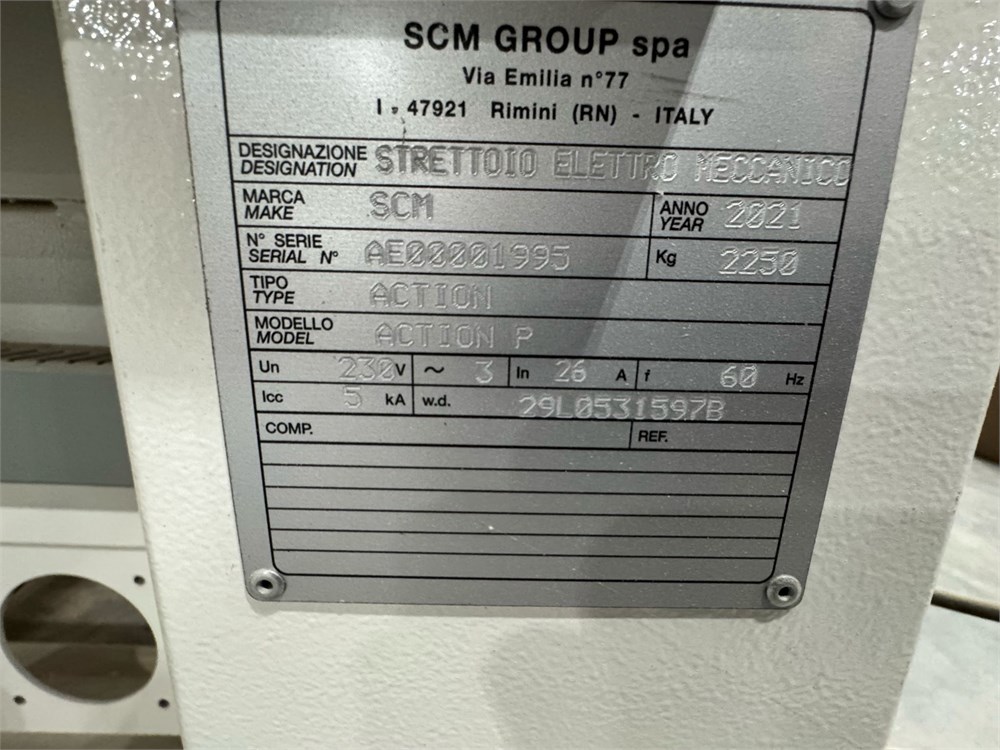 SCM GROUP spa
Via Emilia n°77
I - 47921 Rimini (RN) - ITALY
DESIGNAZIONE STRETTOIO ELETTRO MECCANICO
DESIGNATION
MARCA SCM ANNO 2021
MAKE YEAR
N° SERIE AE00001995 Kg 2250
SERIAL N°
TIPO ACTION
TYPE
MODELLO ACTION P
MODEL
Un 230 V ~ 3 In 26 A f 60 Hz
Icc 5 kA w.d. 29L0531597B
COMP. REF.